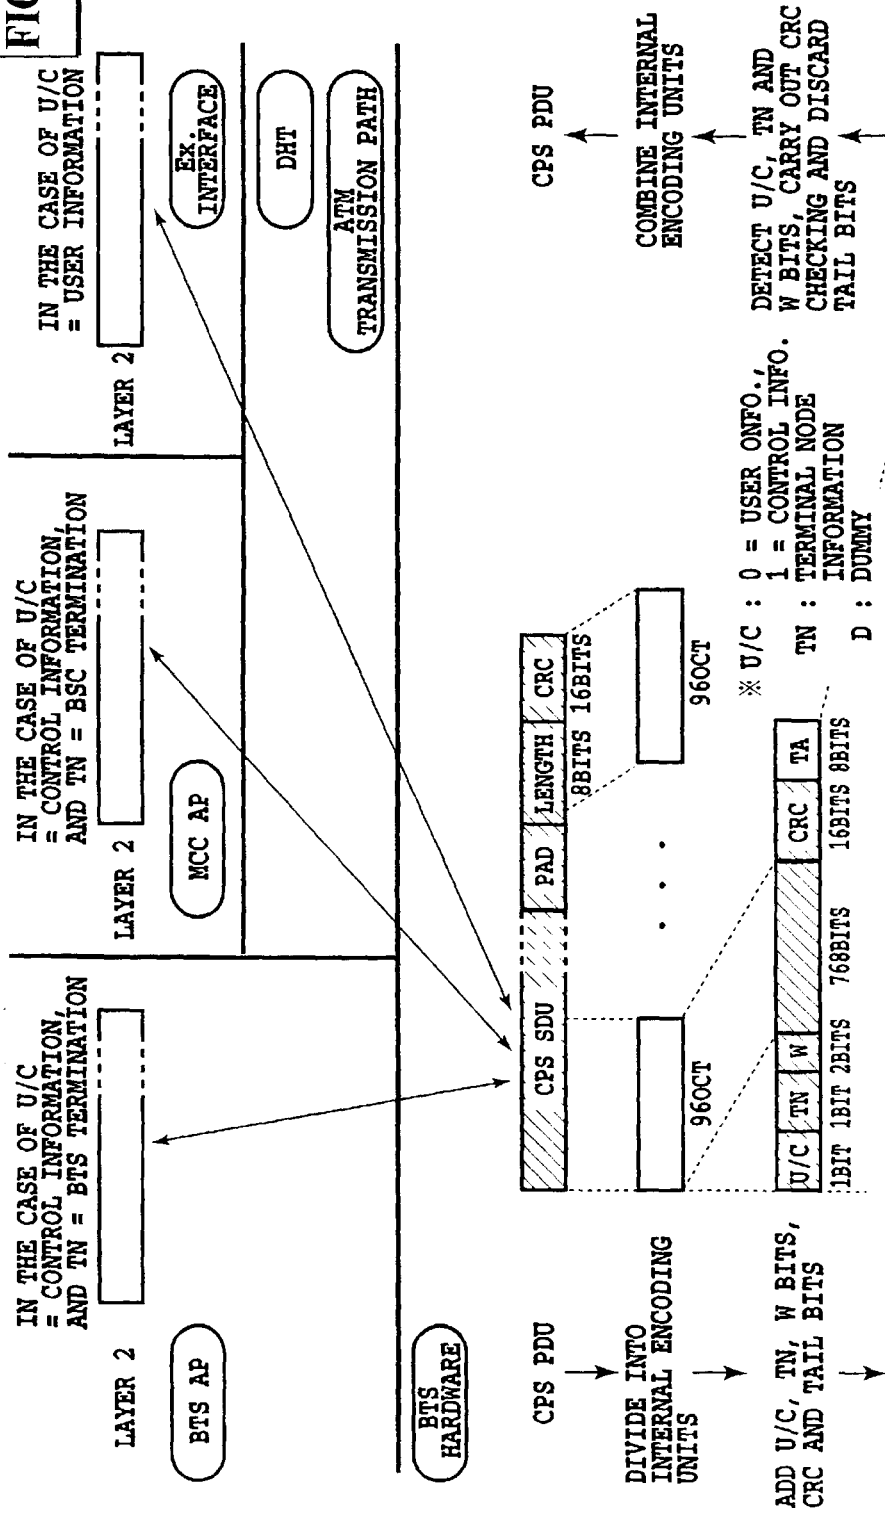 FIG
IN THE CASE OF U/C
= CONTROL INFORMATION,
AND TN = BTS TERMINATION
LAYER 2
BTS AP
IN THE CASE OF U/C
= CONTROL INFORMATION,
AND TN = BSC TERMINATION
LAYER 2
MCC AP
IN THE CASE OF U/C
= USER INFORMATION
LAYER 2
Ex.
INTERFACE
DHT
ATM
TRANSMISSION PATH
BTS
HARDWARE
CPS PDU
DIVIDE INTO
INTERNAL ENCODING
UNITS
ADD U/C, TN, W BITS,
CRC AND TAIL BITS
CPS SDU PAD LENGTH CRC
8BITS 16BITS
96OCT
96OCT
U/C TN W CRC TA
1BIT 1BIT 2BITS 768BITS 16BITS 8BITS
※ U/C : 0 = USER ONFO.,
1 = CONTROL INFO.
TN : TERMINAL NODE
INFORMATION
D : DUMMY
CPS PDU
COMBINE INTERNAL
ENCODING UNITS
DETECT U/C, TN AND
W BITS, CARRY OUT CRC
CHECKING AND DISCARD
TAIL BITS